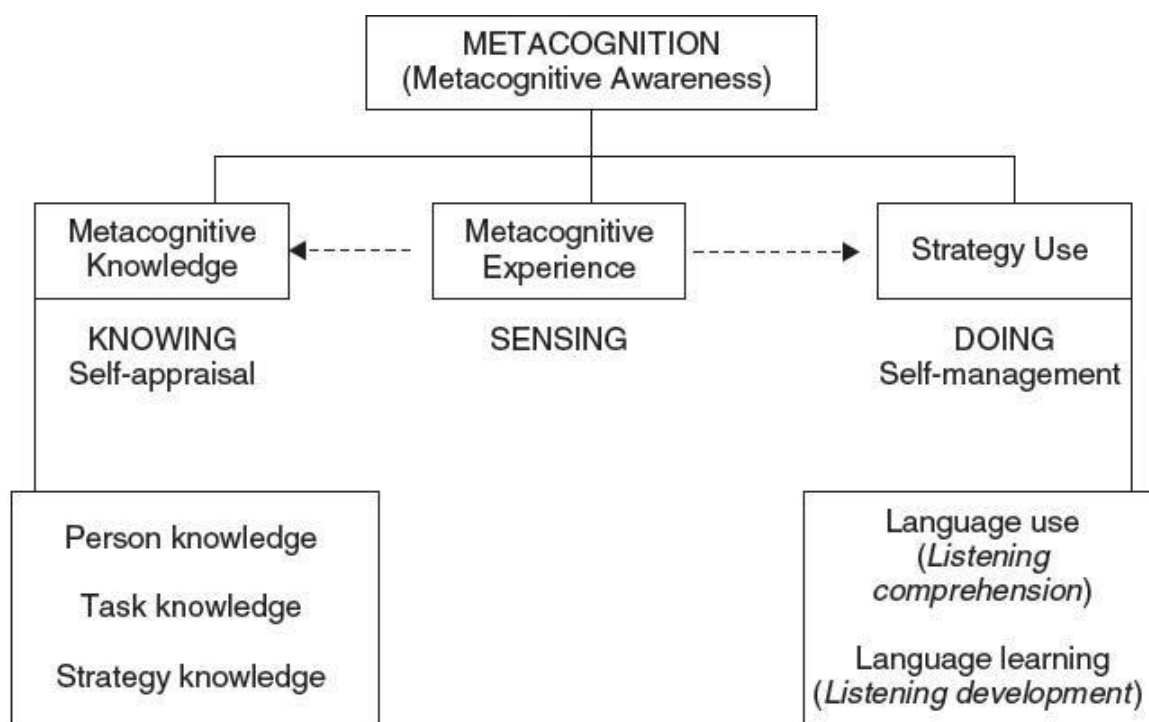 METACOGNITION
(Metacognitive Awareness)
Metacognitive
Knowledge
Metacognitive
Experience
Strategy Use
KNOWING
Self-appraisal
SENSING
DOING
Self-management
Person knowledge
Task knowledge
Strategy knowledge
Language use
(Listening
comprehension)
Language learning
(Listening development)